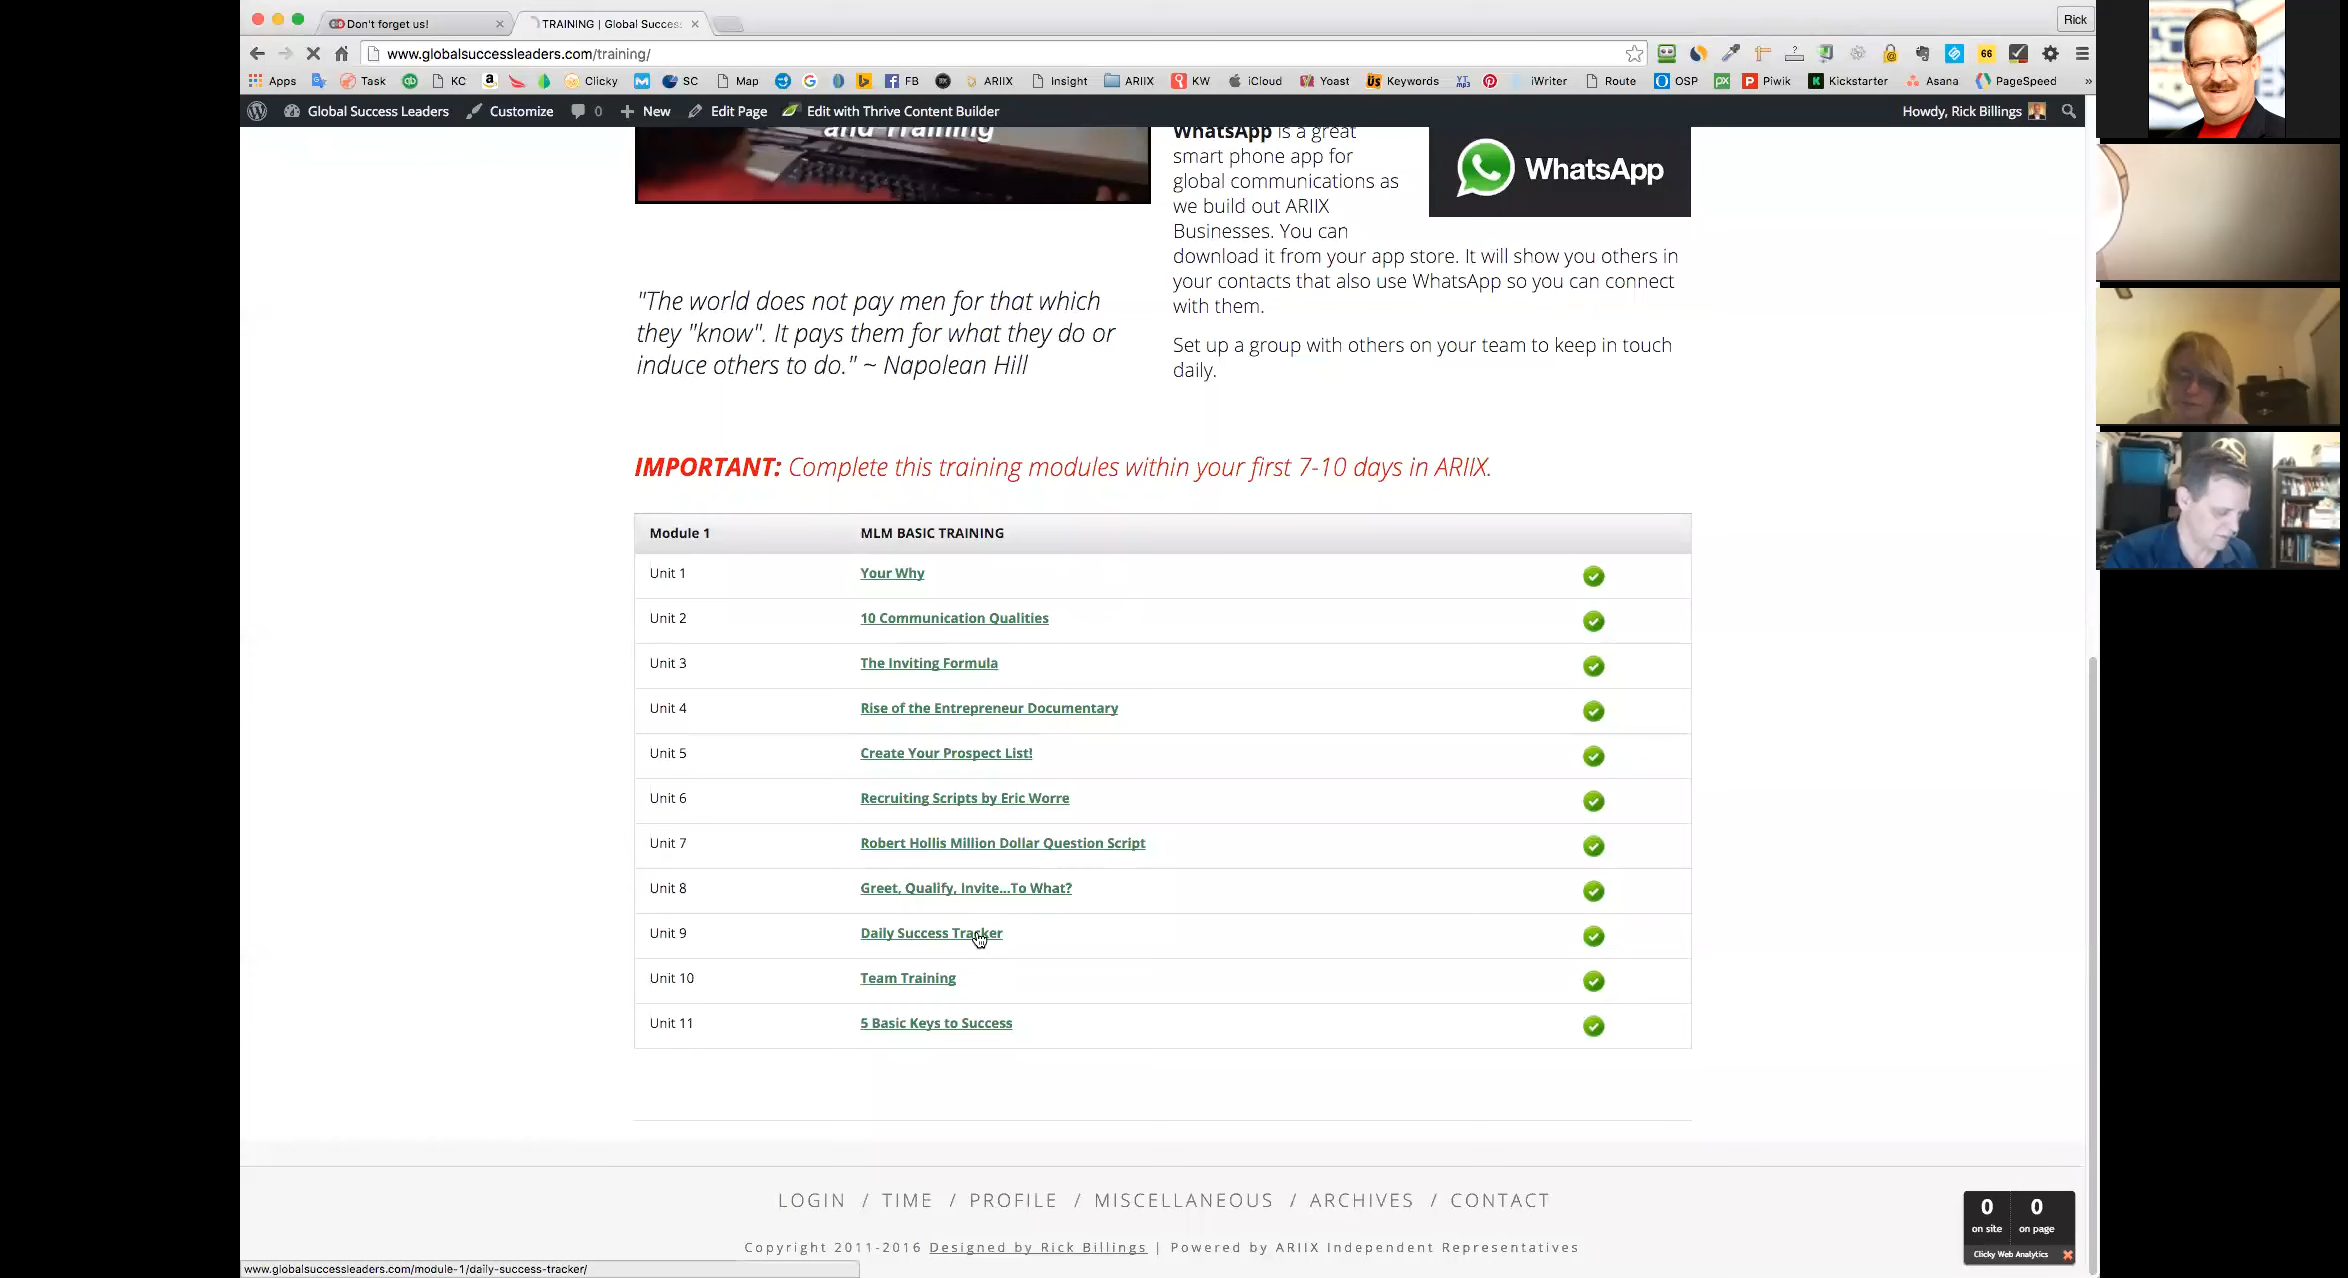 Don't forget us!
TRAINING | Global Succes
Rick
www.globalsuccessleaders.com/training/
Apps Task KC Clicky SC Map FB ARIIX Insight ARIIX KW iCloud Yoast Keywords iWriter Route OSP Piwik Kickstarter Asana PageSpeed »
66
Global Success Leaders Customize 0 New Edit Page Edit with Thrive Content Builder Howdy, Rick Billings
and Training
WhatsApp is a great
smart phone app for
global communications as
we build out ARIIX
Businesses. You can
download it from your app store. It will show you others in
your contacts that also use WhatsApp so you can connect
with them.
WhatsApp
Set up a group with others on your team to keep in touch
daily.
"The world does not pay men for that which
they "know". It pays them for what they do or
induce others to do." ~ Napolean Hill
IMPORTANT: Complete this training modules within your first 7-10 days in ARIIX.
Module 1 MLM BASIC TRAINING
Unit 1 Your Why
Unit 2 10 Communication Qualities
Unit 3 The Inviting Formula
Unit 4 Rise of the Entrepreneur Documentary
Unit 5 Create Your Prospect List!
Unit 6 Recruiting Scripts by Eric Worre
Unit 7 Robert Hollis Million Dollar Question Script
Unit 8 Greet, Qualify, Invite...To What?
Unit 9 Daily Success Tracker
Unit 10 Team Training
Unit 11 5 Basic Keys to Success
LOGIN / TIME / PROFILE / MISCELLANEOUS / ARCHIVES / CONTACT
Copyright 2011-2016 Designed by Rick Billings | Powered by ARIIX Independent Representatives
0 0
on site on page
Clicky Web Analytics
www.globalsuccessleaders.com/module-1/daily-success-tracker/